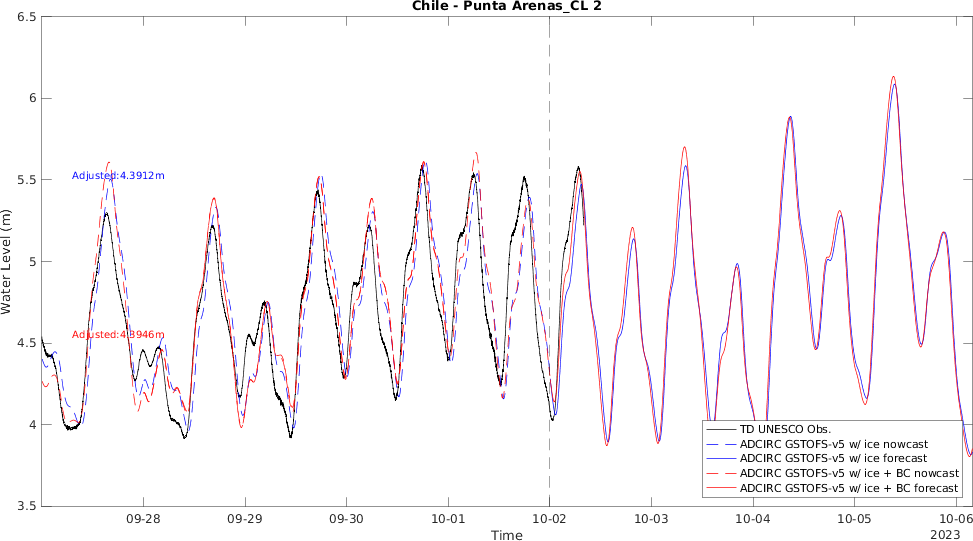 Chile - Punta Arenas_CL 2
6.5
6
5.5
5
4.5
4
3.5
Water Level (m)
Adjusted:4.3912m
Adjusted:4.3946m
TD UNESCO Obs.
ADCIRC GSTOFS-v5 w/ ice nowcast
ADCIRC GSTOFS-v5 w/ ice forecast
ADCIRC GSTOFS-v5 w/ ice + BC nowcast
ADCIRC GSTOFS-v5 w/ ice + BC forecast
09-28 09-29 09-30 10-01 10-02 10-03 10-04 10-05 10-06
Time
2023